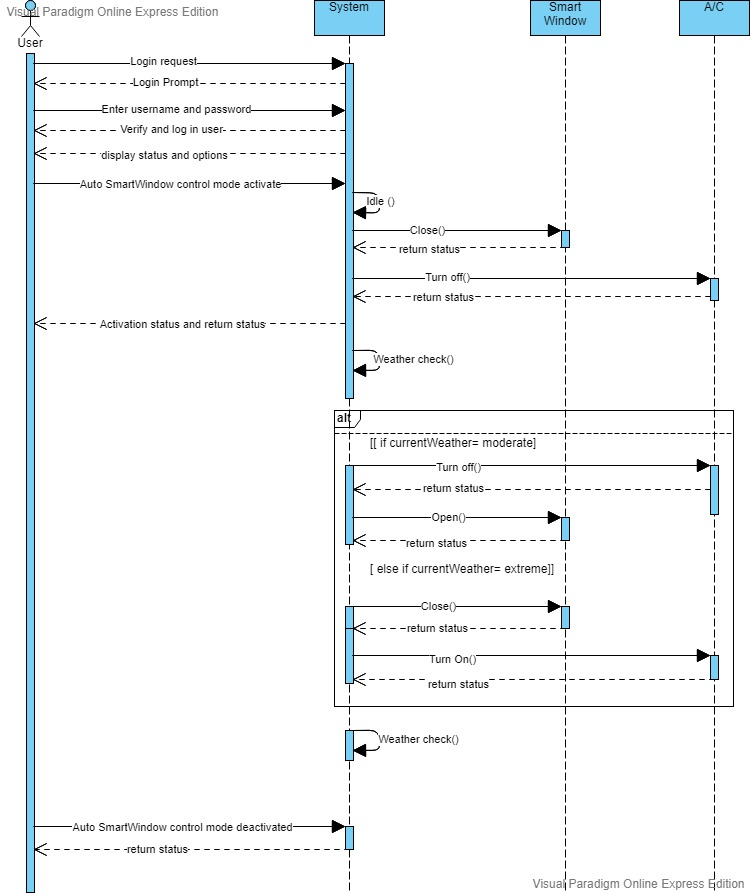 Visual Paradigm Online Express Edition
User
System
Smart
Window
A/C
Login request
Login Prompt
Enter username and password
Verify and log in user
display status and options
Auto SmartWindow control mode activate
Idle ()
Close()
return status
Turn off()
return status
Activation status and return status
Weather check()
alt
[[ if currentWeather= moderate]
Turn off()
return status
Open()
return status
[ else if currentWeather= extreme]]
Close()
return status
Turn On()
return status
Weather check()
Auto SmartWindow control mode deactivated
return status
Visual Paradigm Online Express Edition